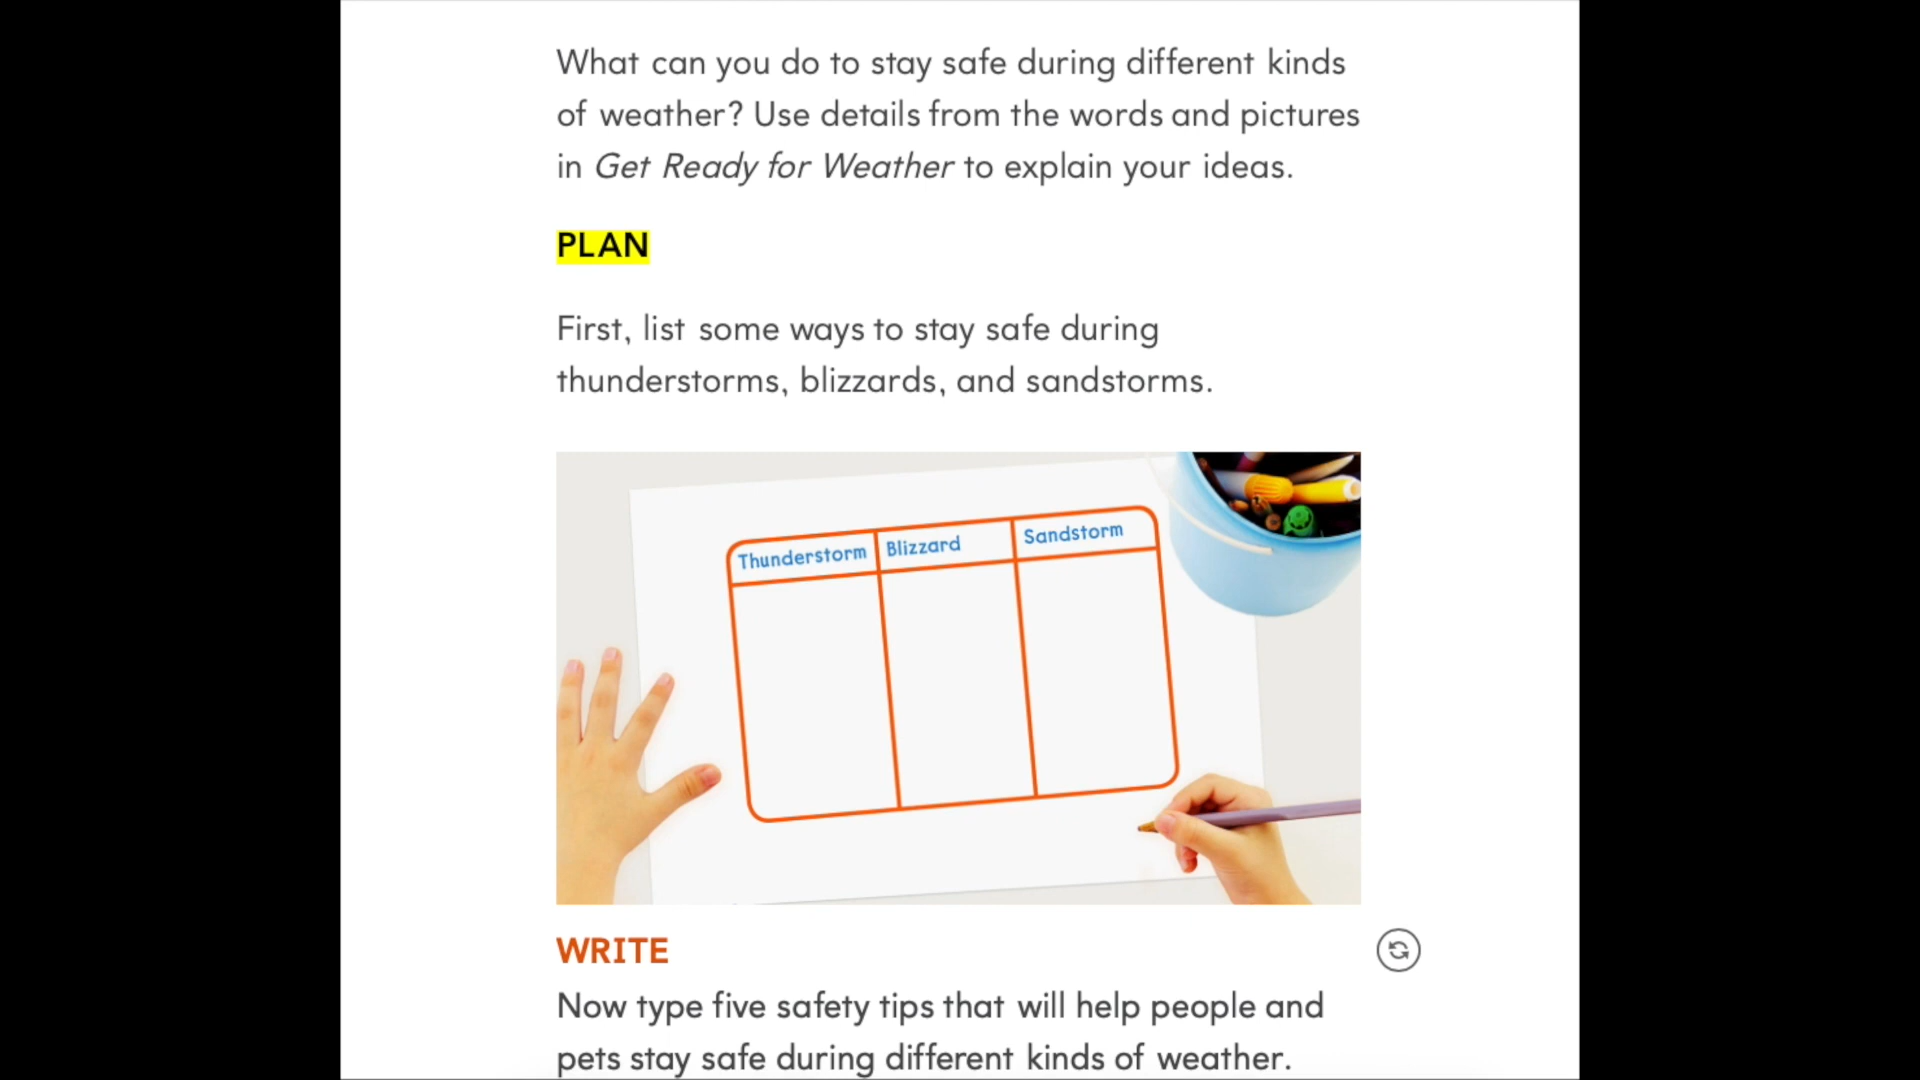 What can you do to stay safe during different kinds
of weather? Use details from the words and pictures
in Get Ready for Weather to explain your ideas.
PLAN
First, list some ways to stay safe during
thunderstorms, blizzards, and sandstorms.
Thunderstorm Blizzard Sandstorm
WRITE
Now type five safety tips that will help people and
pets stay safe during different kinds of weather.